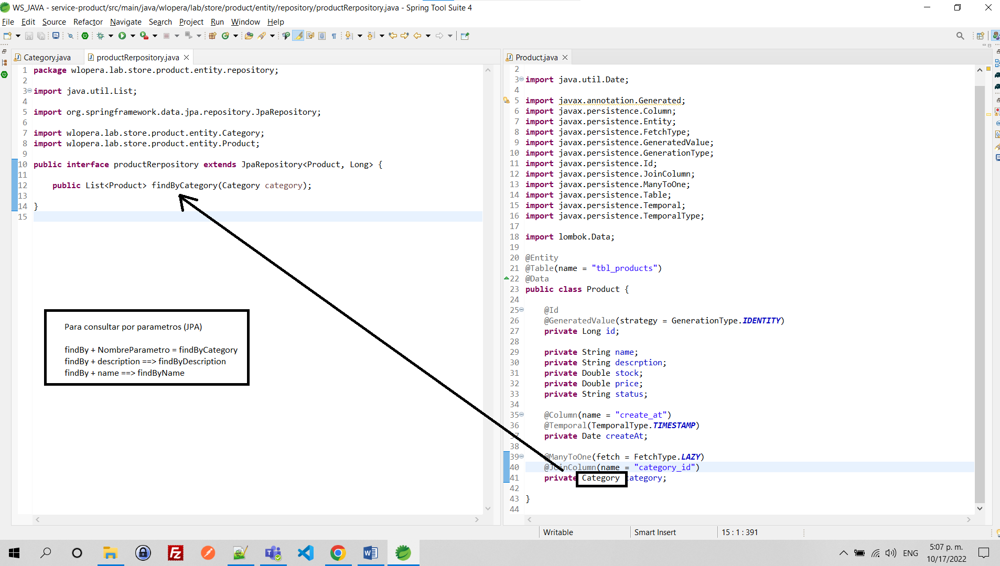 WS_JAVA - service-product/src/main/java/wlopera/lab/store/product/entity/repository/productRerpository.java - Spring Tool Suite 4
File Edit Source Refactor Navigate Search Project Run Window Help
Category.java productRerpository.java
1 package wlopera.lab.store.product.entity.repository;
2
3 import java.util.List;
4
5 import org.springframework.data.jpa.repository.JpaRepository;
6
7 import wlopera.lab.store.product.entity.Category;
8 import wlopera.lab.store.product.entity.Product;
9
10 public interface productRerpository extends JpaRepository<Product, Long> {
11
12 public List<Product> findByCategory(Category category);
13
14 }
15
Para consultar por parametros (JPA)
findBy + NombreParametro = findByCategory
findBy + description ==> findByDescription
findBy + name ==> findByName
Product.java
2
3 import java.util.Date;
4
5 import javax.annotation.Generated;
6 import javax.persistence.Column;
7 import javax.persistence.Entity;
8 import javax.persistence.FetchType;
9 import javax.persistence.GeneratedValue;
10 import javax.persistence.GenerationType;
11 import javax.persistence.Id;
12 import javax.persistence.JoinColumn;
13 import javax.persistence.ManyToOne;
14 import javax.persistence.Table;
15 import javax.persistence.Temporal;
16 import javax.persistence.TemporalType;
17
18 import lombok.Data;
19
20 @Entity
21 @Table(name = "tbl_products")
22 @Data
23 public class Product {
24
25 @Id
26 @GeneratedValue(strategy = GenerationType.IDENTITY)
27 private Long id;
28
29 private String name;
30 private String descrption;
31 private Double stock;
32 private Double price;
33 private String status;
34
35 @Column(name = "create_at")
36 @Temporal(TemporalType.TIMESTAMP)
37 private Date createAt;
38
39 @ManyToOne(fetch = FetchType.LAZY)
40 @JoinColumn(name = "category_id")
41 private Category category;
42
43 }
44
Writable Smart Insert 15 : 1 : 391
ENG
5:07 p. m.
10/17/2022